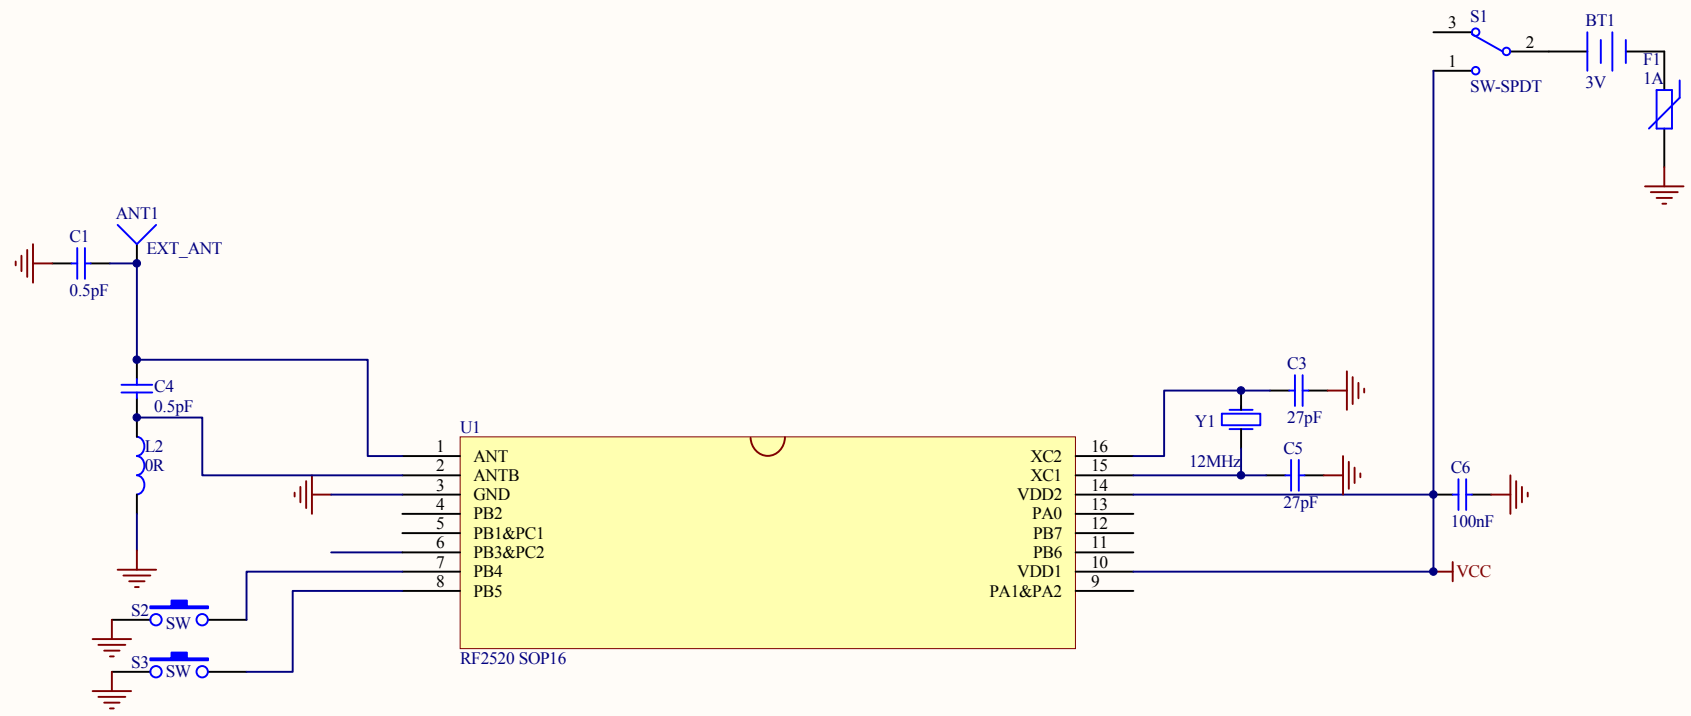 S1
3
2
1
SW-SPDT
BT1
3V
F1
1A
ANT1
EXT_ANT
C1
0.5pF
C4
0.5pF
L2
0R
U1
1 ANT
2 ANTB
3 GND
4 PB2
5 PB1&PC1
6 PB3&PC2
7 PB4
8 PB5
XC2 16
XC1 15
VDD2 14
PA0 13
PB7 12
PB6 11
VDD1 10
PA1&PA2 9
RF2520 SOP16
S2
SW
S3
SW
Y1
12MHz
C3
27pF
C5
27pF
C6
100nF
VCC